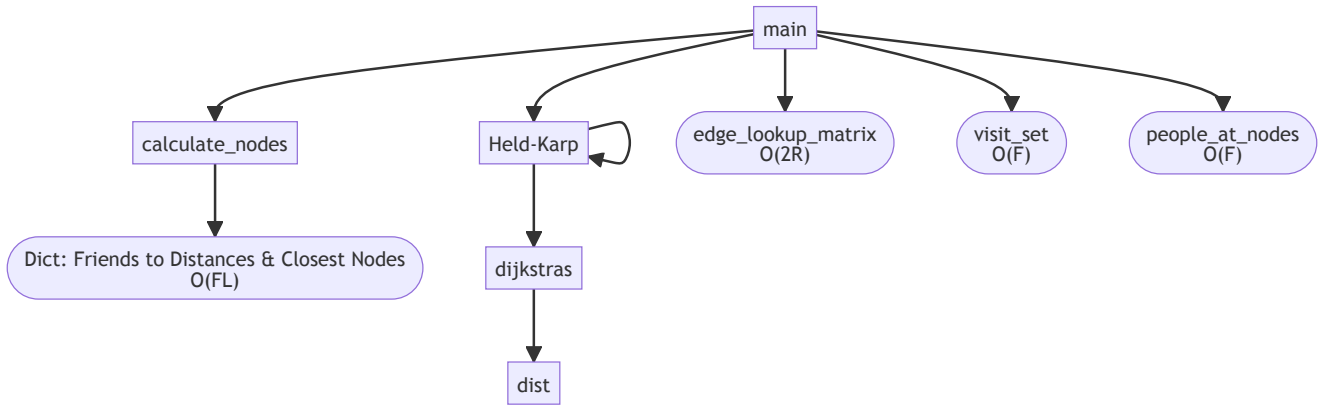 main
calculate_nodes
Held-Karp
edge_lookup_matrix
O(2R)
visit_set
O(F)
people_at_nodes
O(F)
Dict: Friends to Distances & Closest Nodes
O(FL)
dijkstras
dist